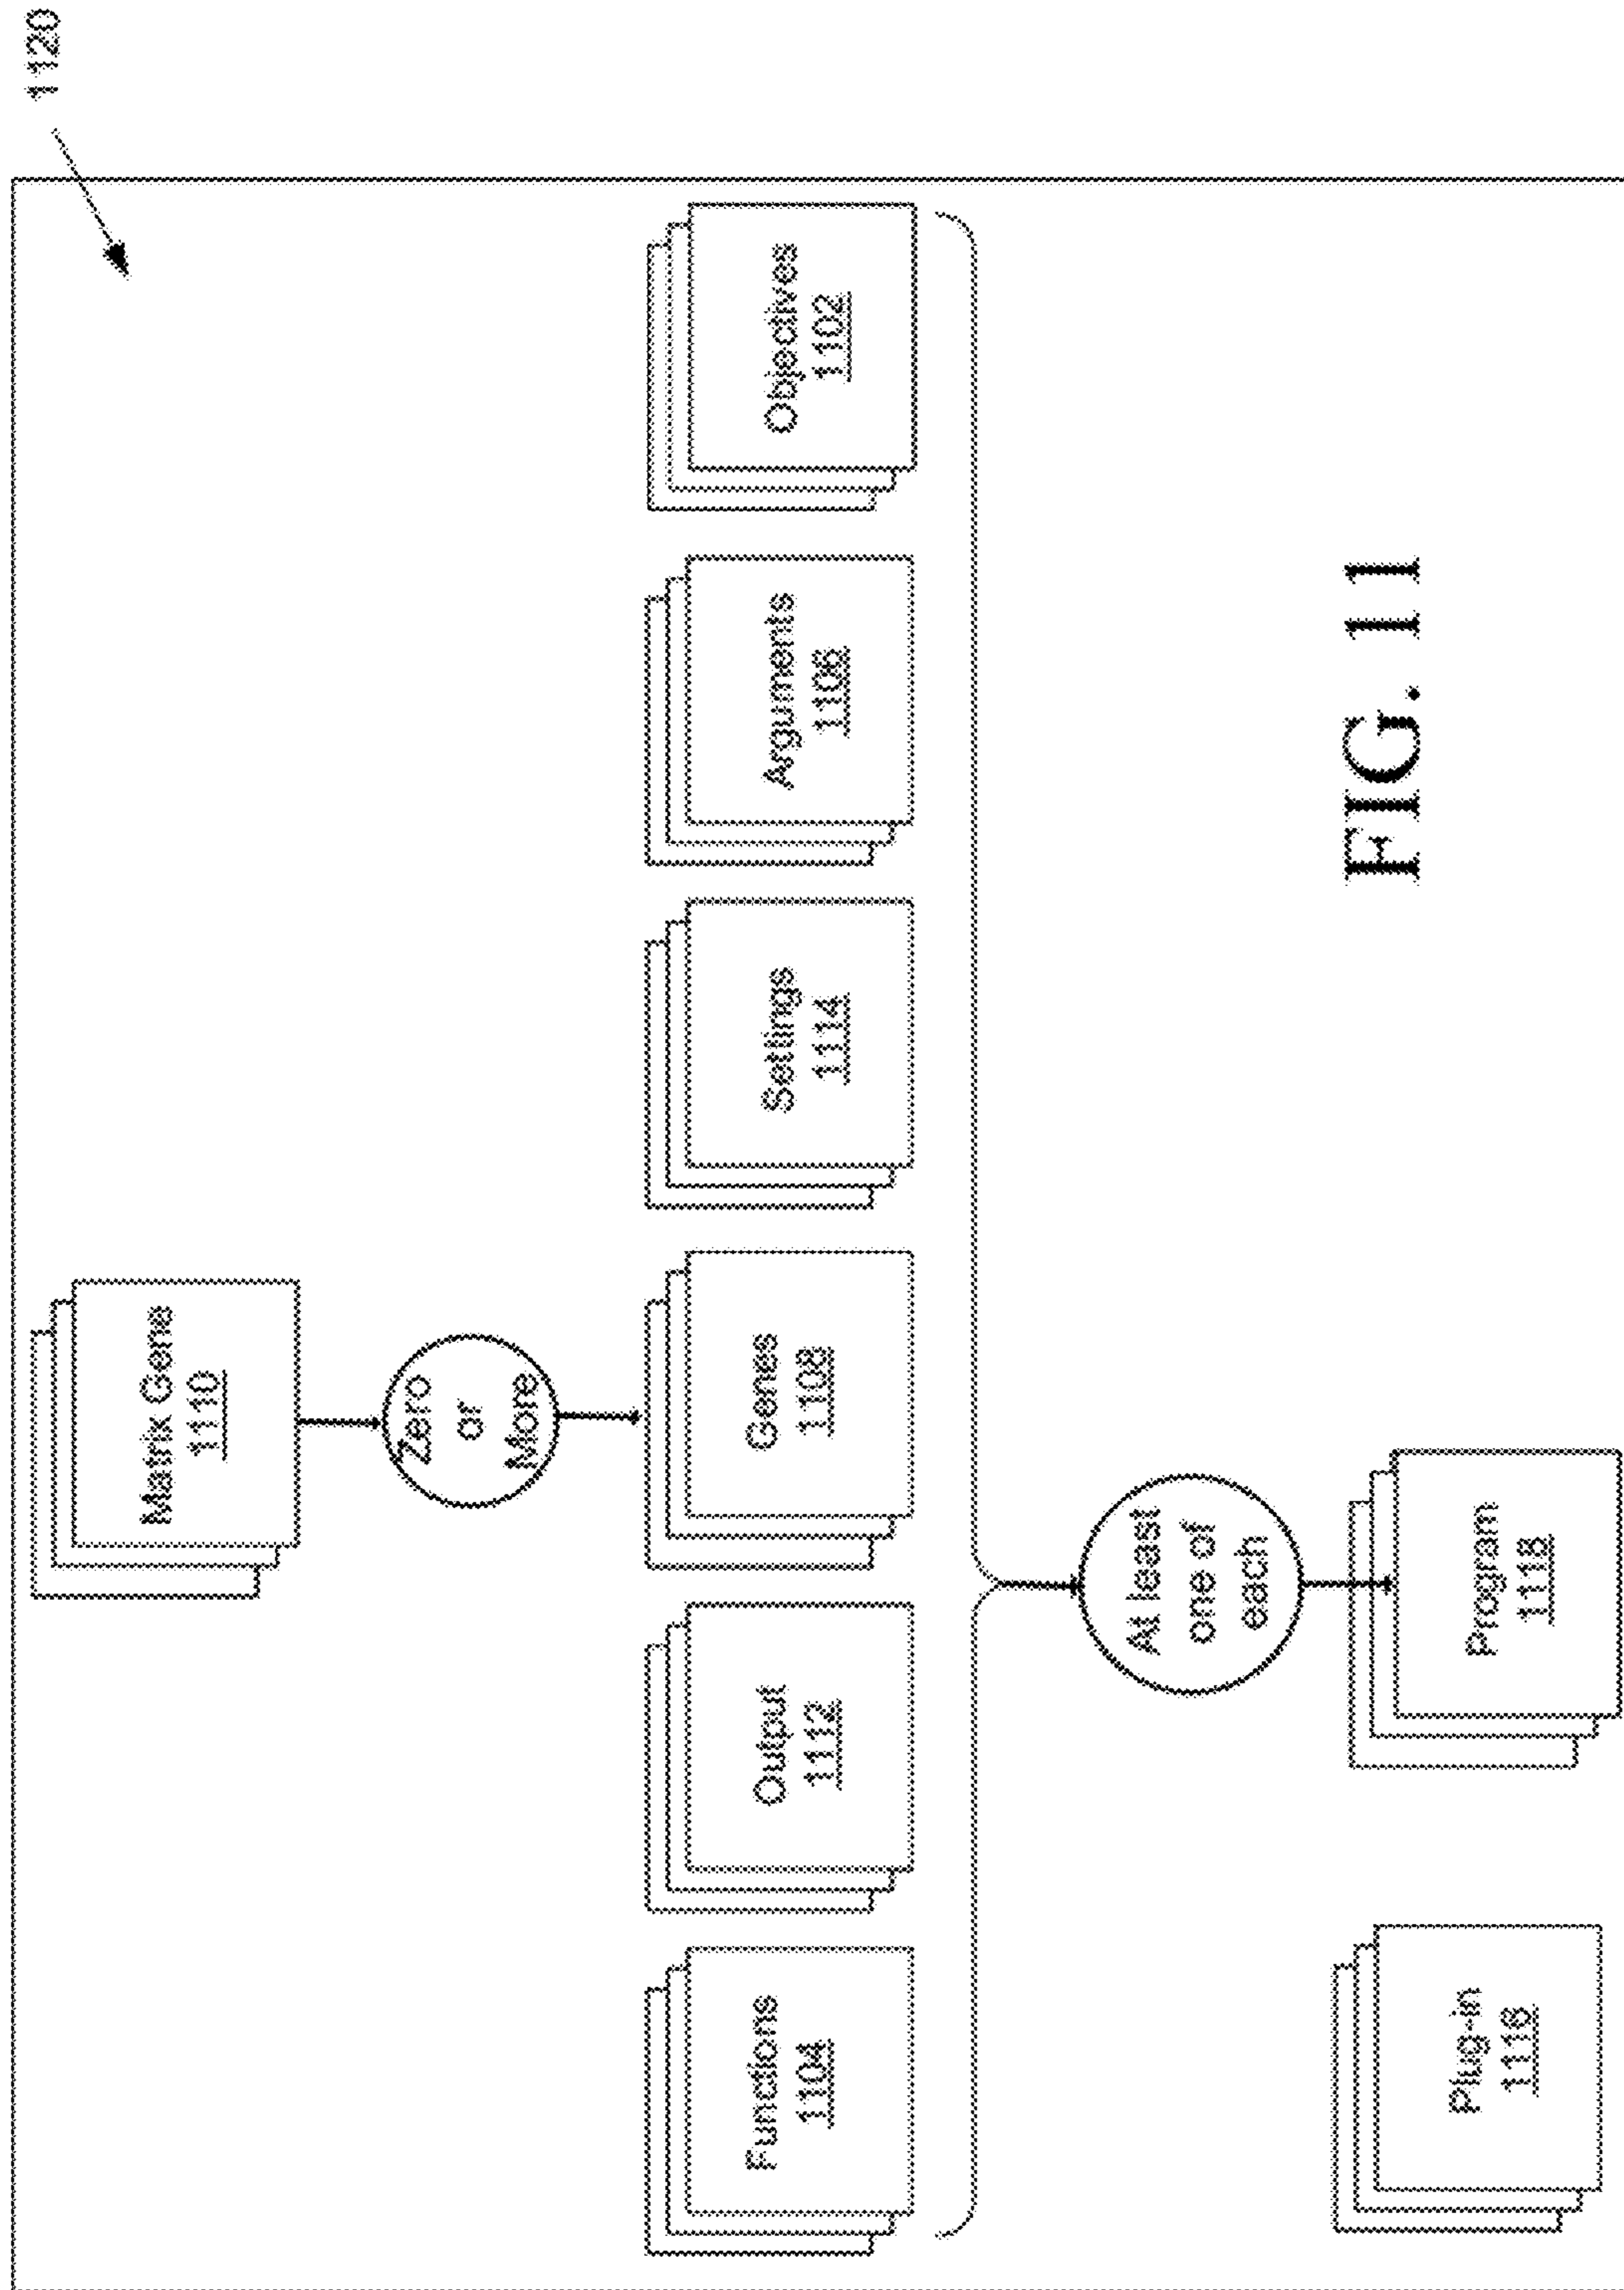 1120
Matrix Gene
1110
Zero
or
More
Functions
1104
Output
1112
Genes
1108
Settings
1114
Arguments
1106
Objectives
1102
At least
one of
each
Plug-in
1116
Program
1118
FIG. 11